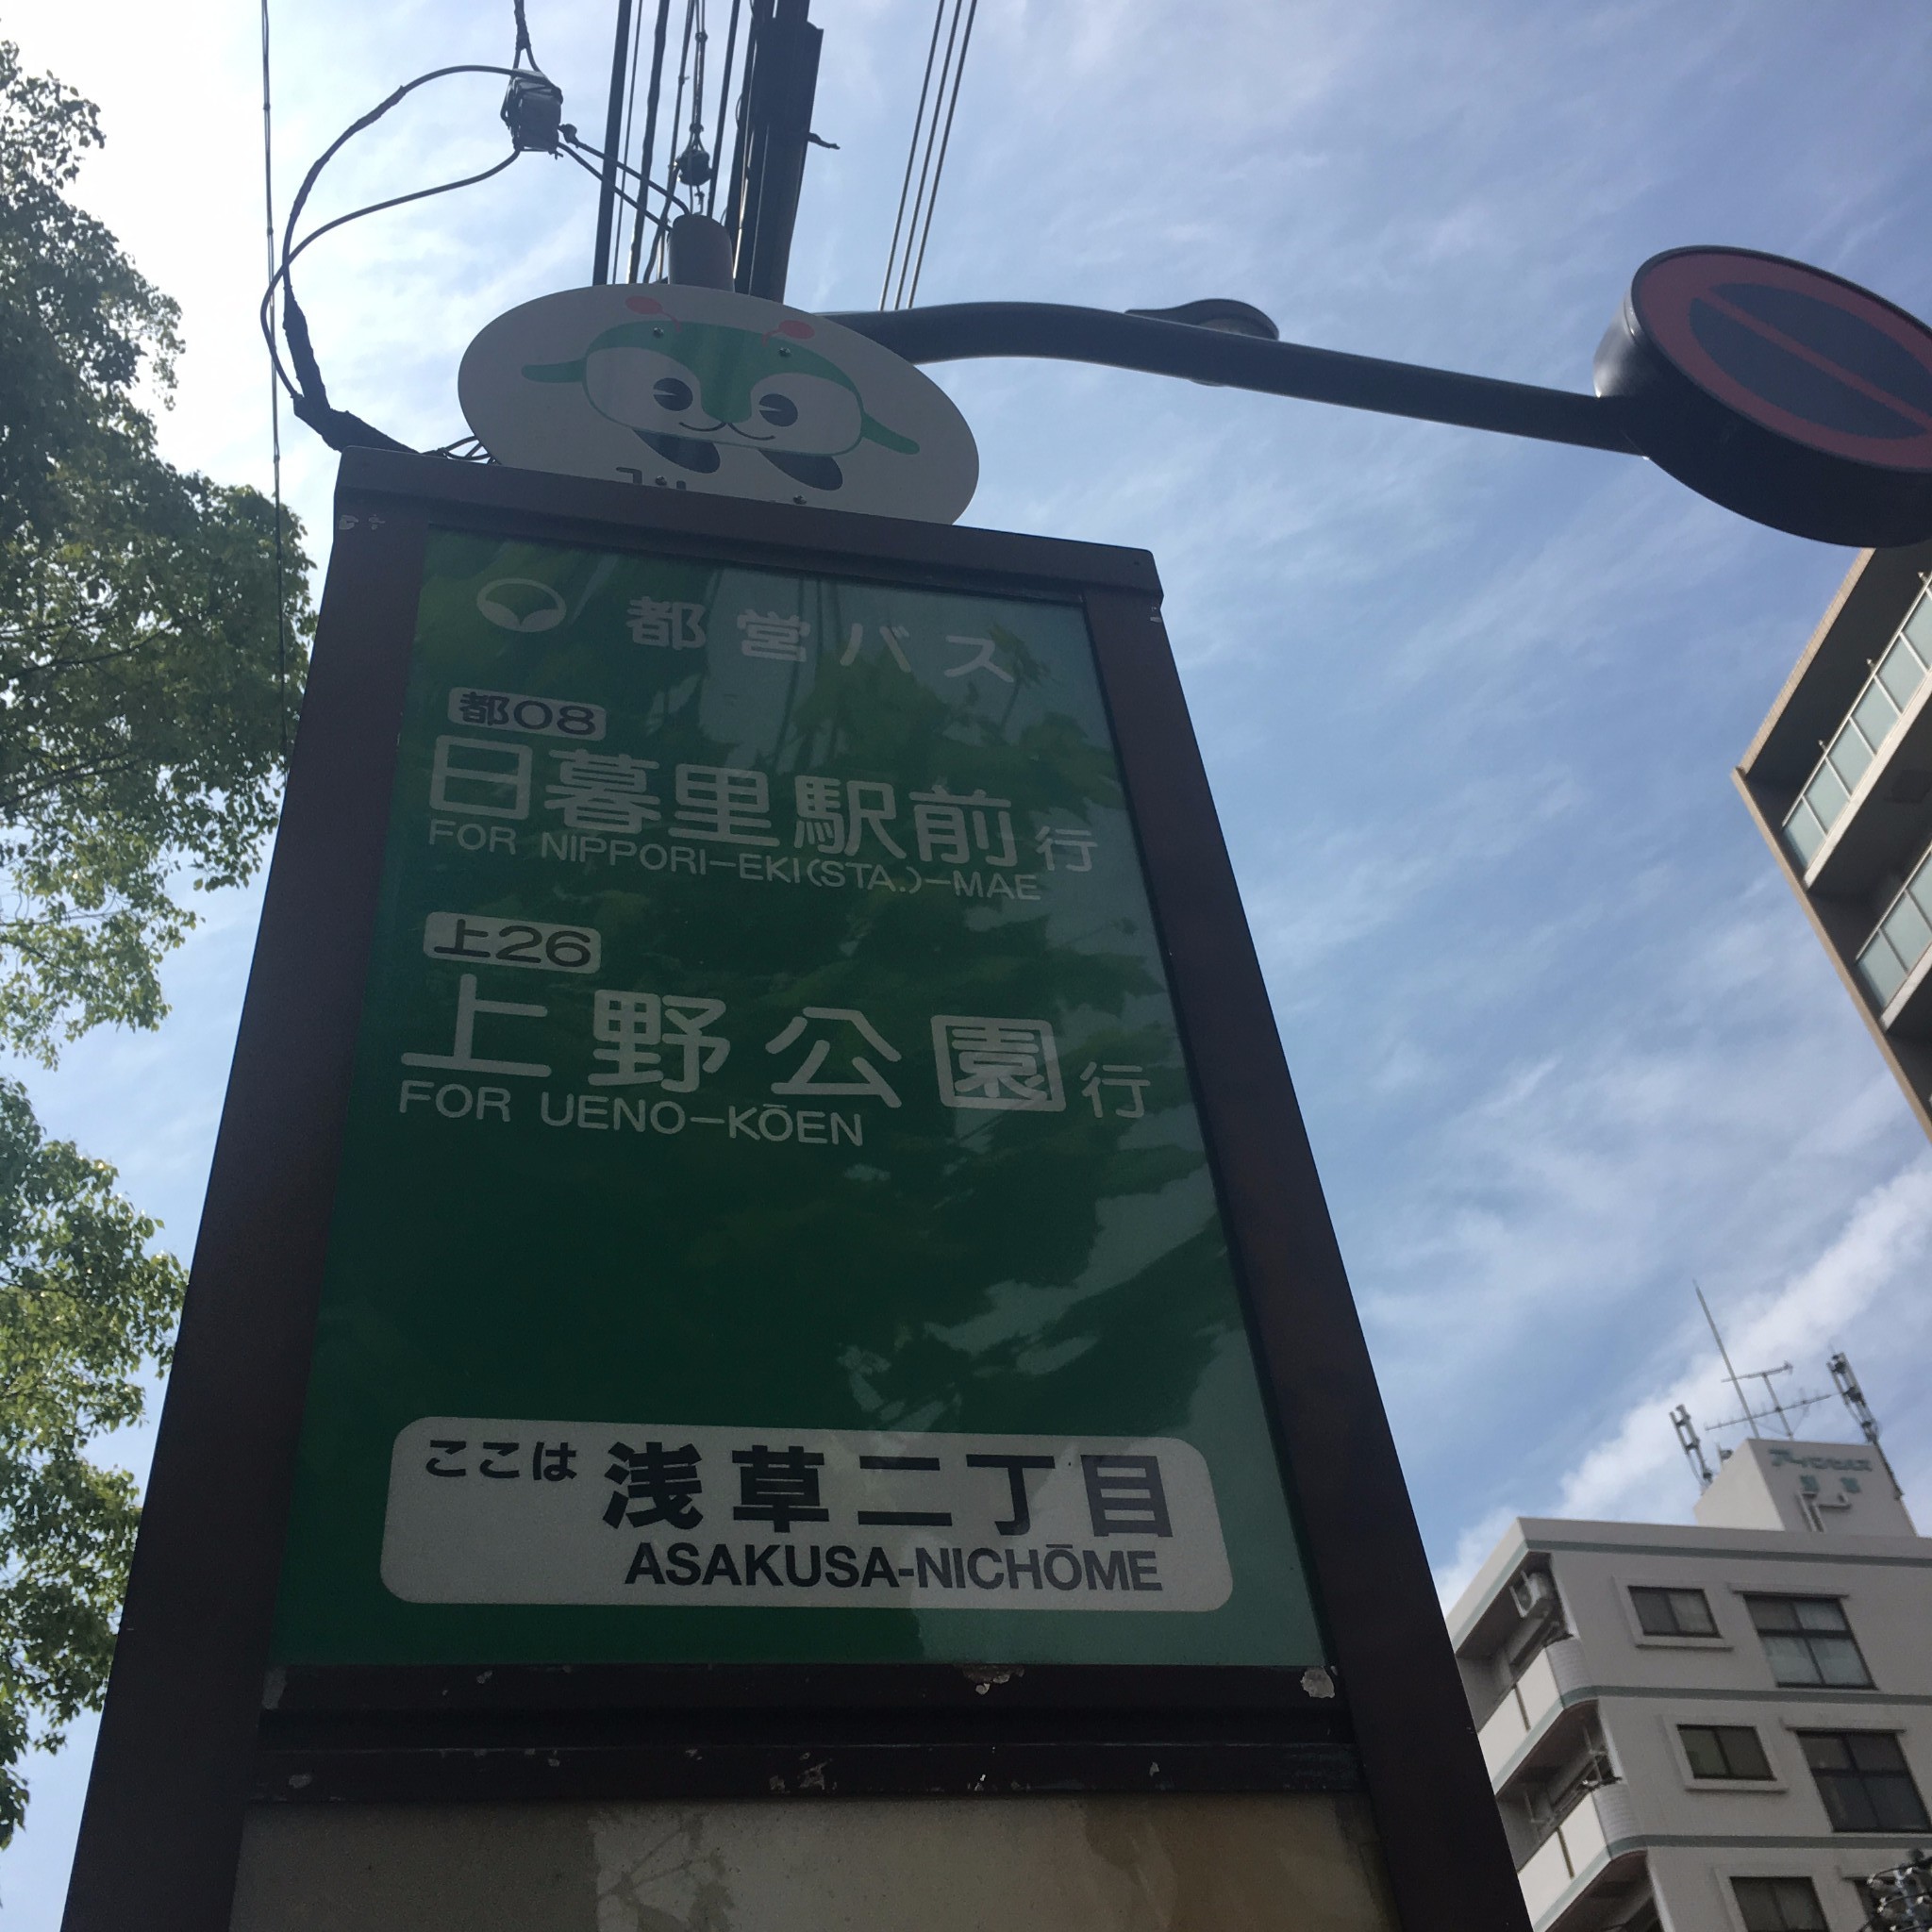 都営バス
都08
日暮里駅前行
FOR NIPPORI-EKI(STA.)-MAE
上26
上野公園行
FOR UENO-KŌEN
ここは 浅草二丁目
ASAKUSA-NICHŌME